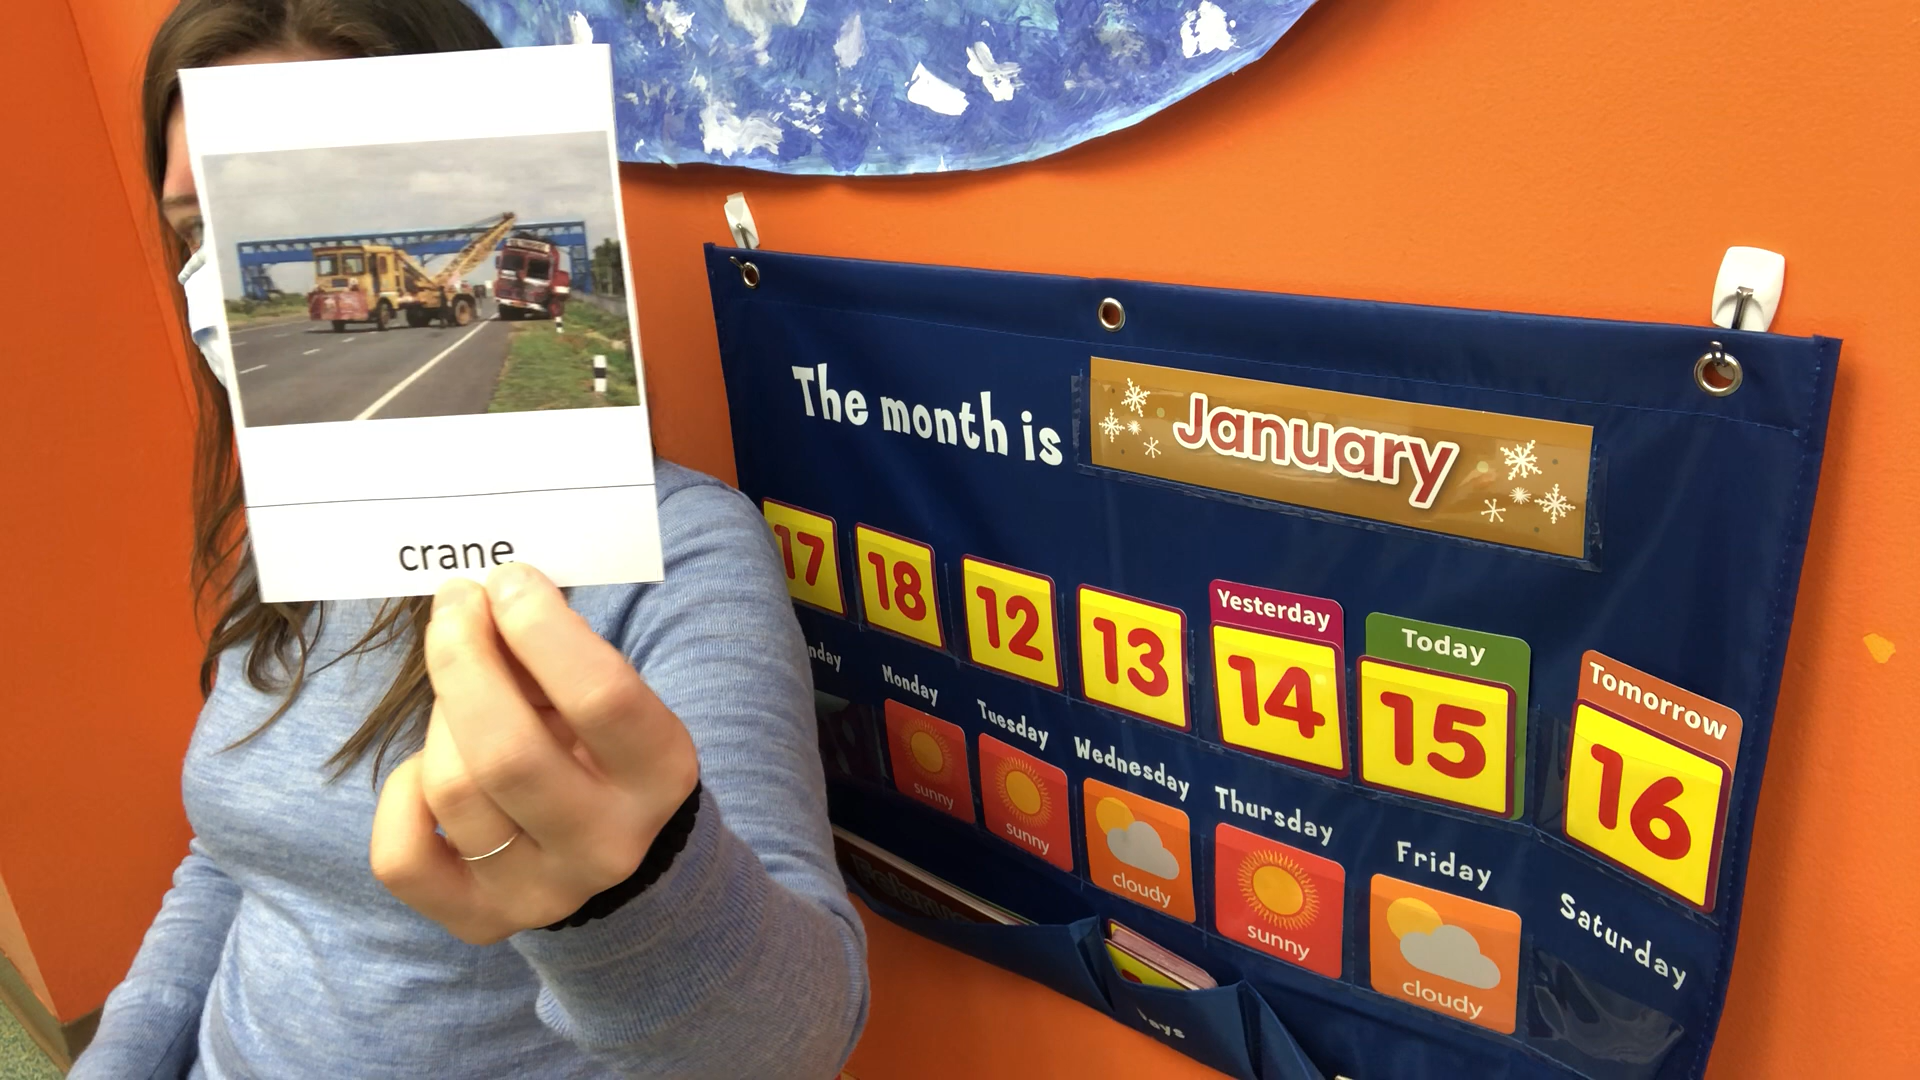 crane
The month is January
Yesterday
Today
Tomorrow
17 18 12 13 14 15 16
Monday Tuesday Wednesday Thursday Friday Saturday
sunny sunny cloudy sunny cloudy